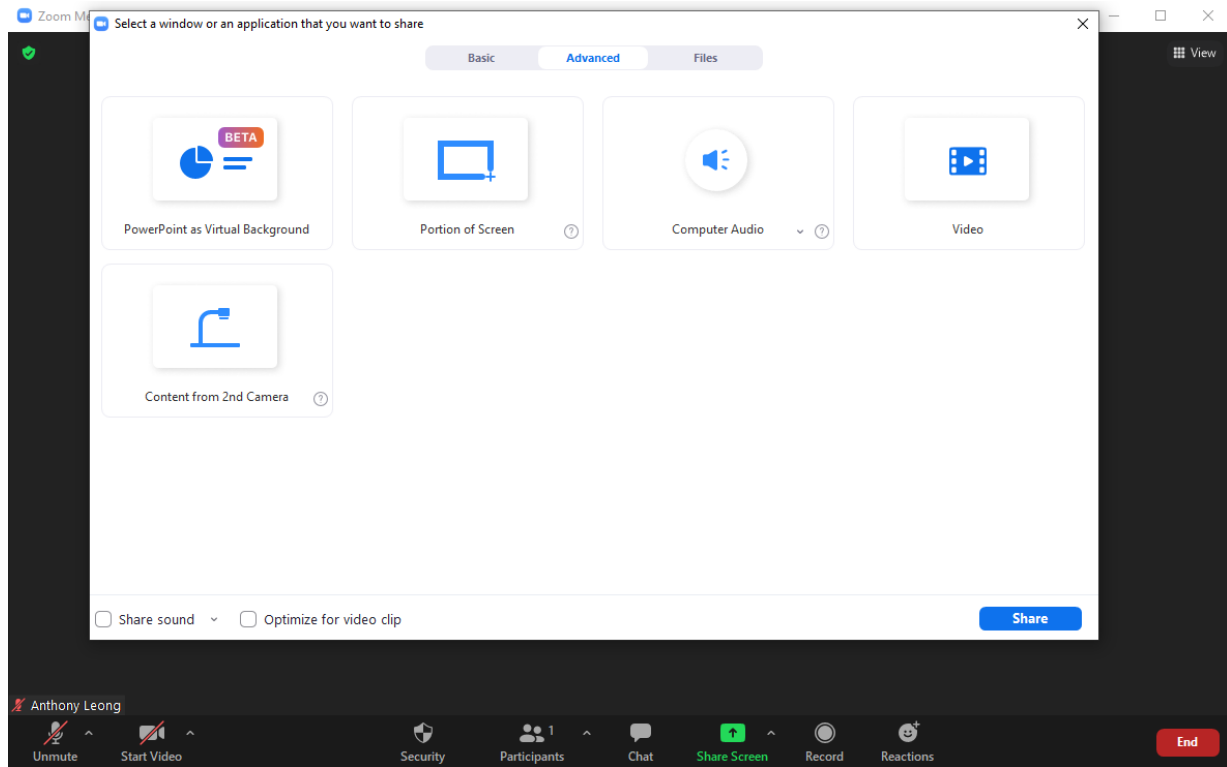 Zoom Me
Select a window or an application that you want to share
View
Basic
Advanced
Files
BETA
PowerPoint as Virtual Background
Portion of Screen
?
Computer Audio
?
Video
Content from 2nd Camera
?
Share sound
Optimize for video clip
Share
Anthony Leong
Unmute
Start Video
Security
1
Participants
Chat
Share Screen
Record
Reactions
End